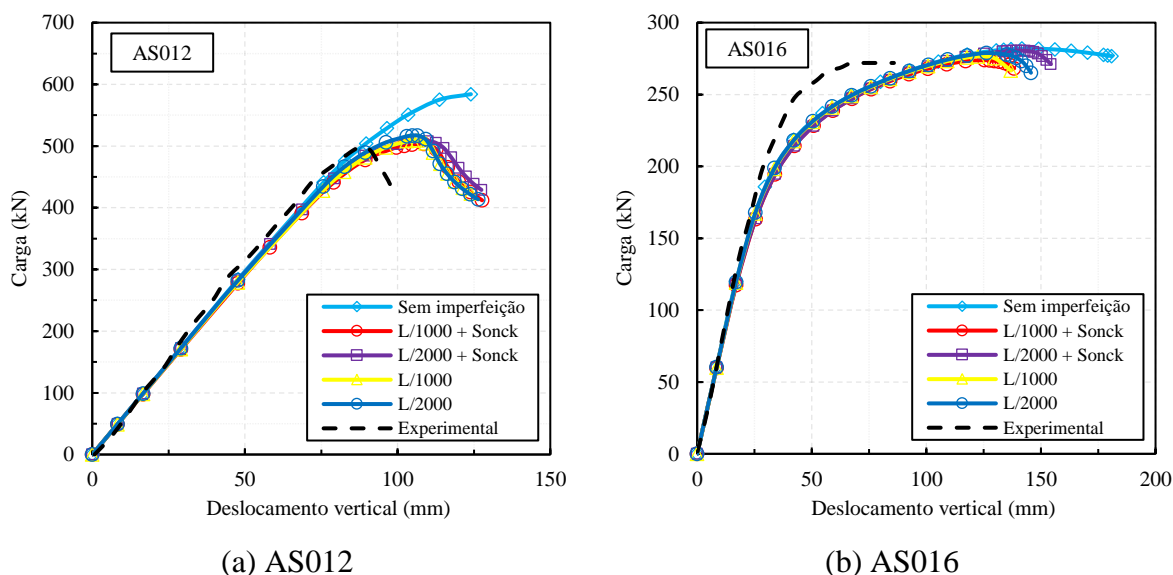 700
600
500
400
300
200
100
0
Carga (kN)
AS012
Sem imperfeição
L/1000 + Sonck
L/2000 + Sonck
L/1000
L/2000
Experimental
0 50 100 150
Deslocamento vertical (mm)
(a) AS012
300
250
200
150
100
50
0
Carga (kN)
AS016
Sem imperfeição
L/1000 + Sonck
L/2000 + Sonck
L/1000
L/2000
Experimental
0 50 100 150 200
Deslocamento vertical (mm)
(b) AS016